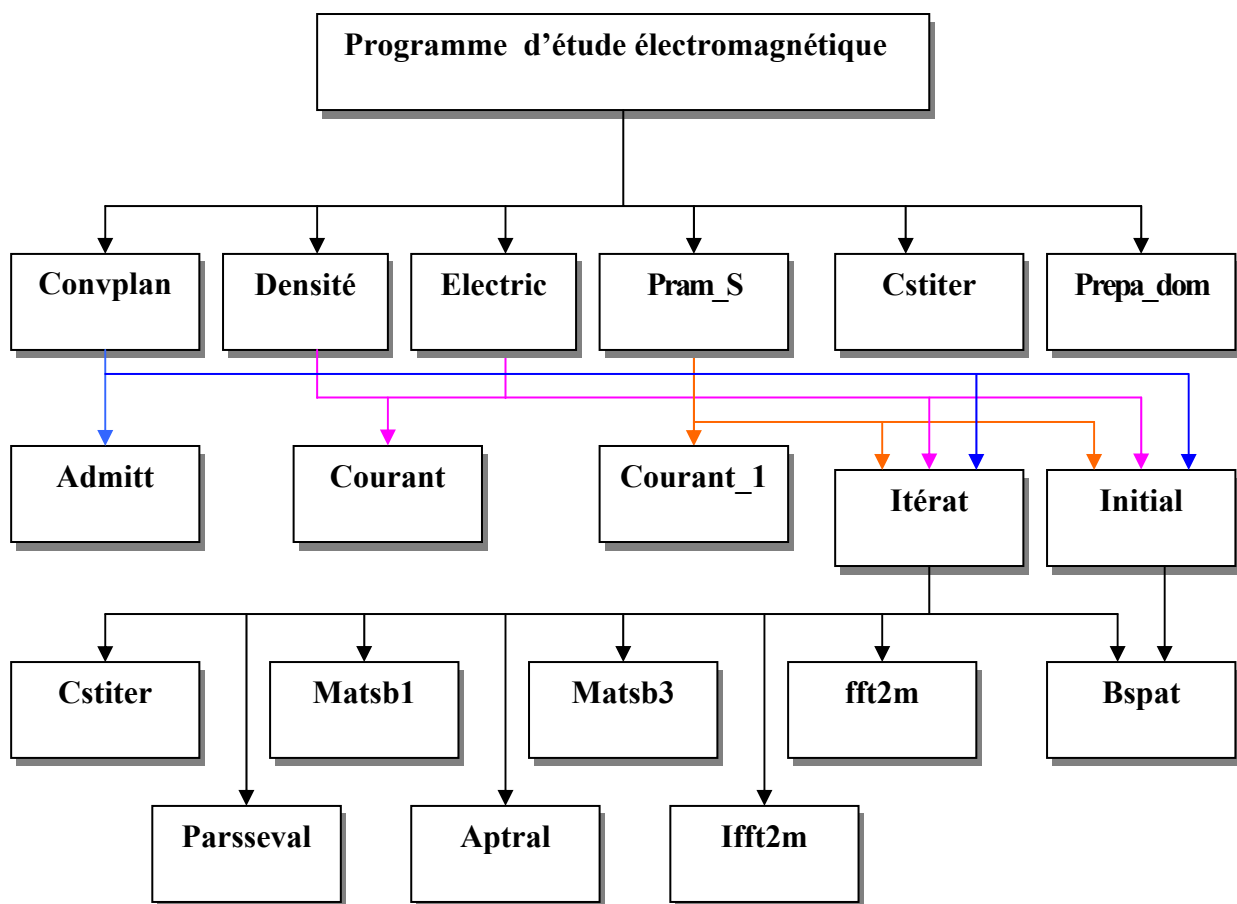 Programme d’étude électromagnétique
Convplan
Densité
Electric
Pram_S
Cstiter
Prepa_dom
Admitt
Courant
Courant_1
Itérat
Initial
Cstiter
Matsb1
Matsb3
fft2m
Bspat
Parsseval
Aptral
Ifft2m